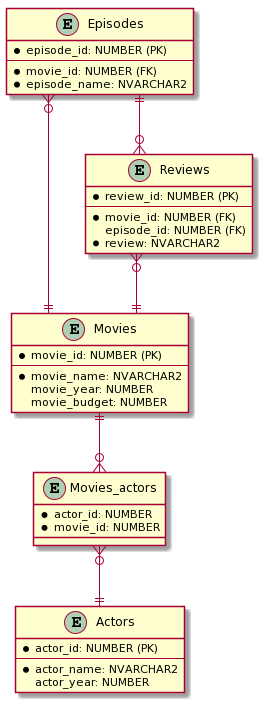 E Episodes
episode_id: NUMBER (PK)
movie_id: NUMBER (FK)
episode_name: NVARCHAR2
E Reviews
review_id: NUMBER (PK)
movie_id: NUMBER (FK)
episode_id: NUMBER (FK)
review: NVARCHAR2
E Movies
movie_id: NUMBER (PK)
movie_name: NVARCHAR2
movie_year: NUMBER
movie_budget: NUMBER
E Movies_actors
actor_id: NUMBER
movie_id: NUMBER
E Actors
actor_id: NUMBER (PK)
actor_name: NVARCHAR2
actor_year: NUMBER